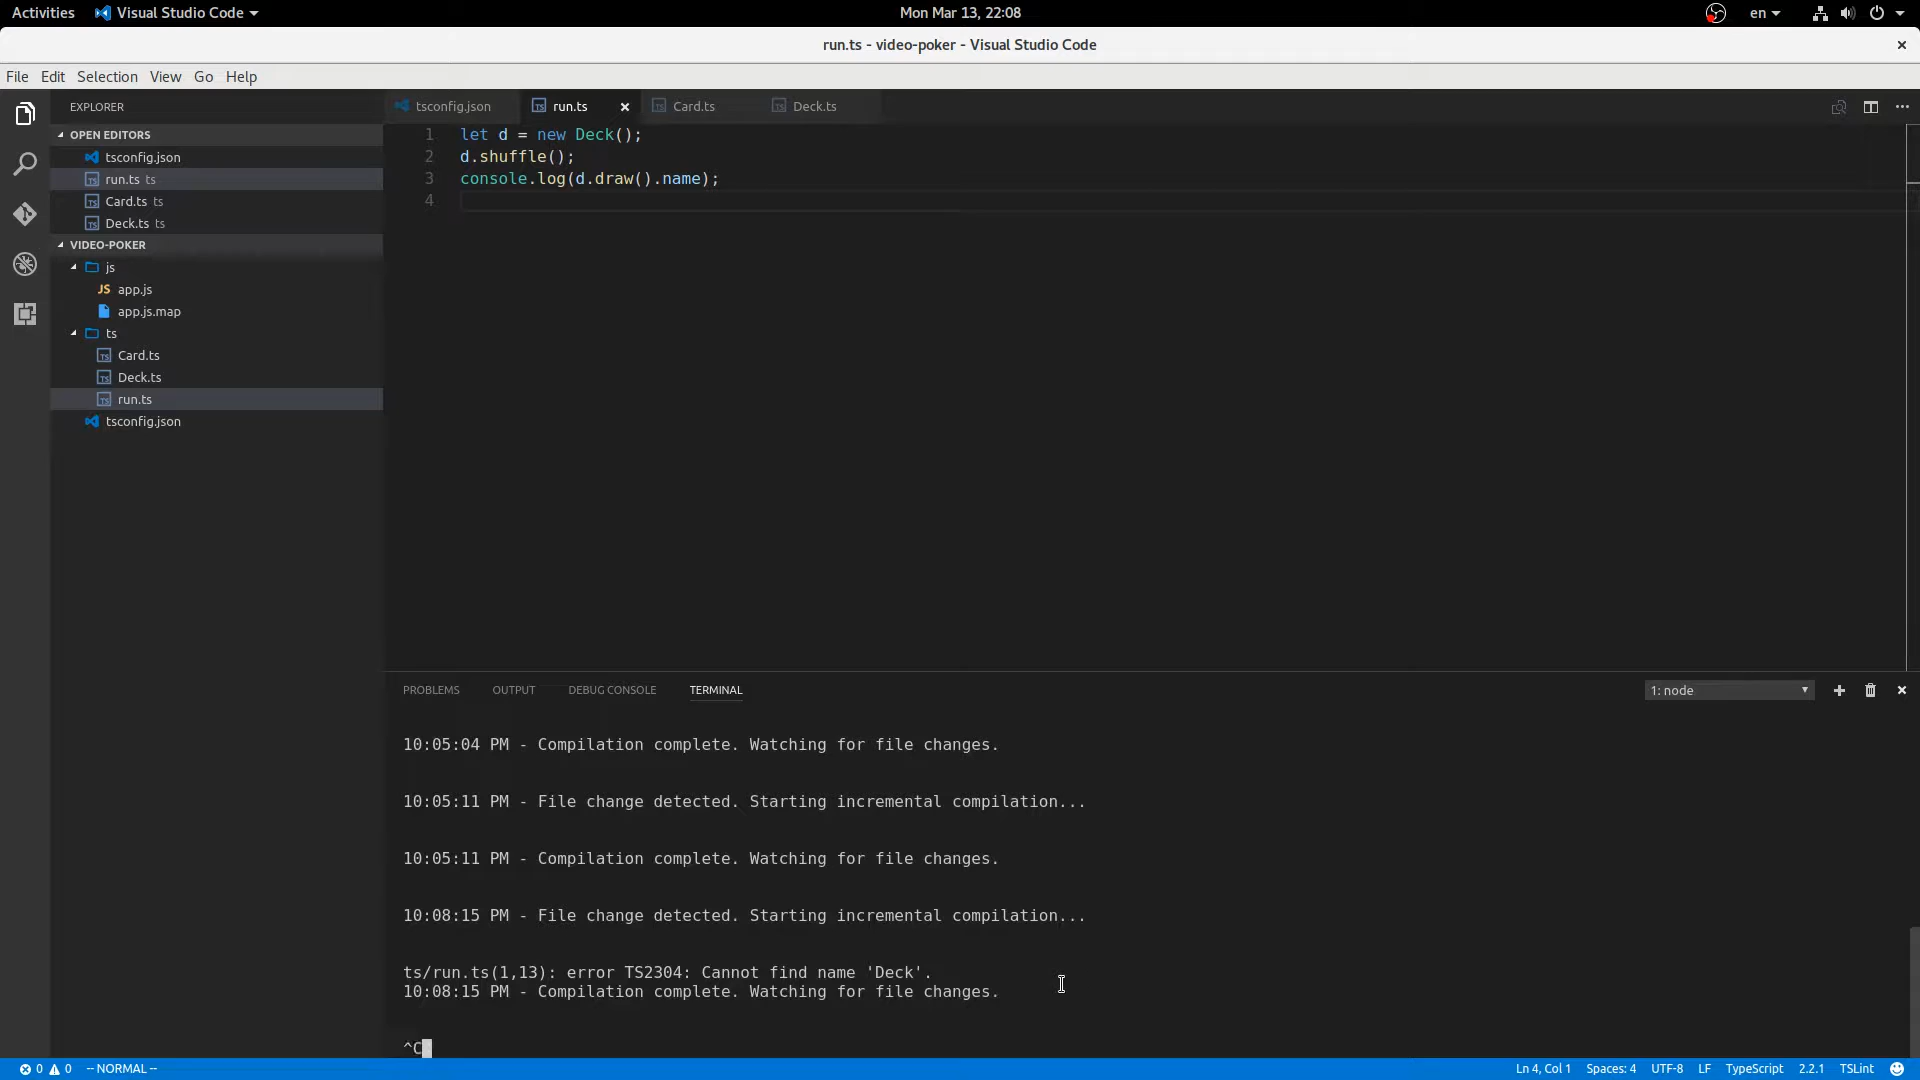 Activities Visual Studio Code Mon Mar 13, 22:08 en
run.ts - video-poker - Visual Studio Code
File Edit Selection View Go Help
EXPLORER
OPEN EDITORS
tsconfig.json
run.ts ts
Card.ts ts
Deck.ts ts
VIDEO-POKER
js
JS app.js
app.js.map
ts
TS Card.ts
TS Deck.ts
TS run.ts
tsconfig.json
tsconfig.json TS run.ts TS Card.ts TS Deck.ts
1 let d = new Deck();
2 d.shuffle();
3 console.log(d.draw().name);
4
PROBLEMS OUTPUT DEBUG CONSOLE TERMINAL 1: node
10:05:04 PM - Compilation complete. Watching for file changes.
10:05:11 PM - File change detected. Starting incremental compilation...
10:05:11 PM - Compilation complete. Watching for file changes.
10:08:15 PM - File change detected. Starting incremental compilation...
ts/run.ts(1,13): error TS2304: Cannot find name 'Deck'.
10:08:15 PM - Compilation complete. Watching for file changes.
^C
0 0 -- NORMAL -- Ln 4, Col 1 Spaces: 4 UTF-8 LF TypeScript 2.2.1 TSLint